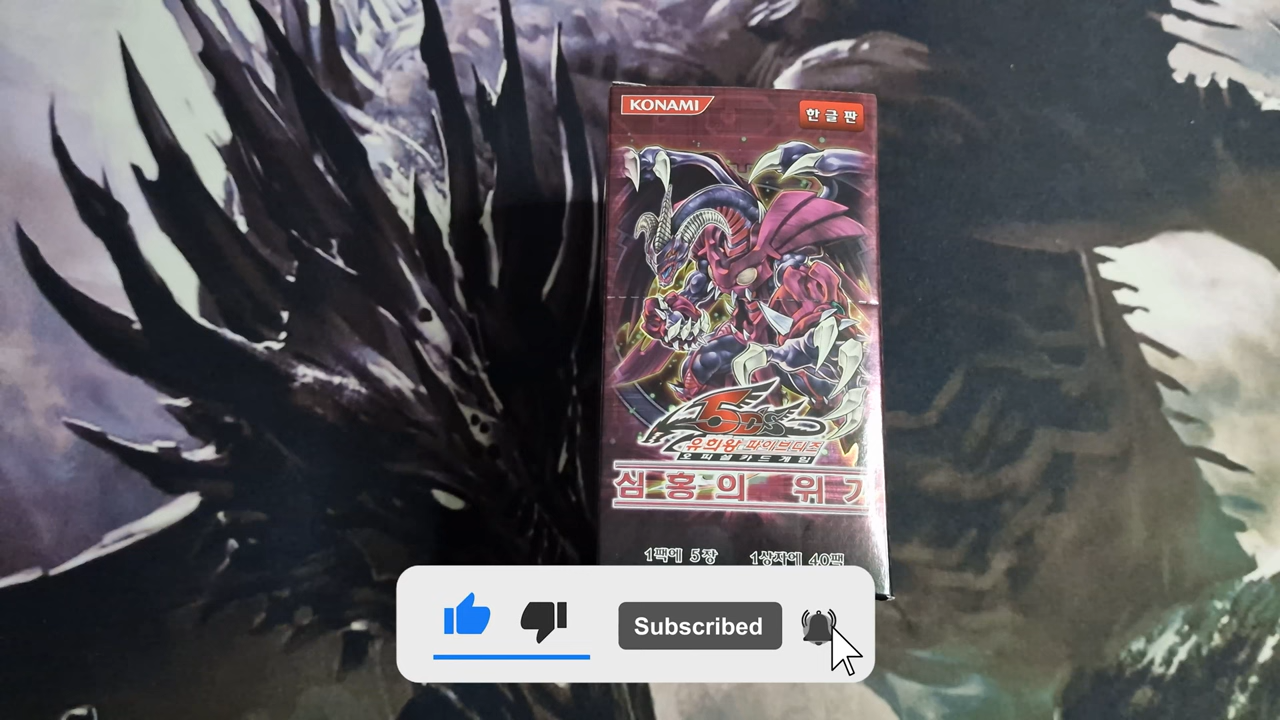 KONAMI
한글판
5D's
유희왕 파이브디즈
오피셜카드게임
심홍의 위기
1팩에 5장 1상자에 40팩
Subscribed